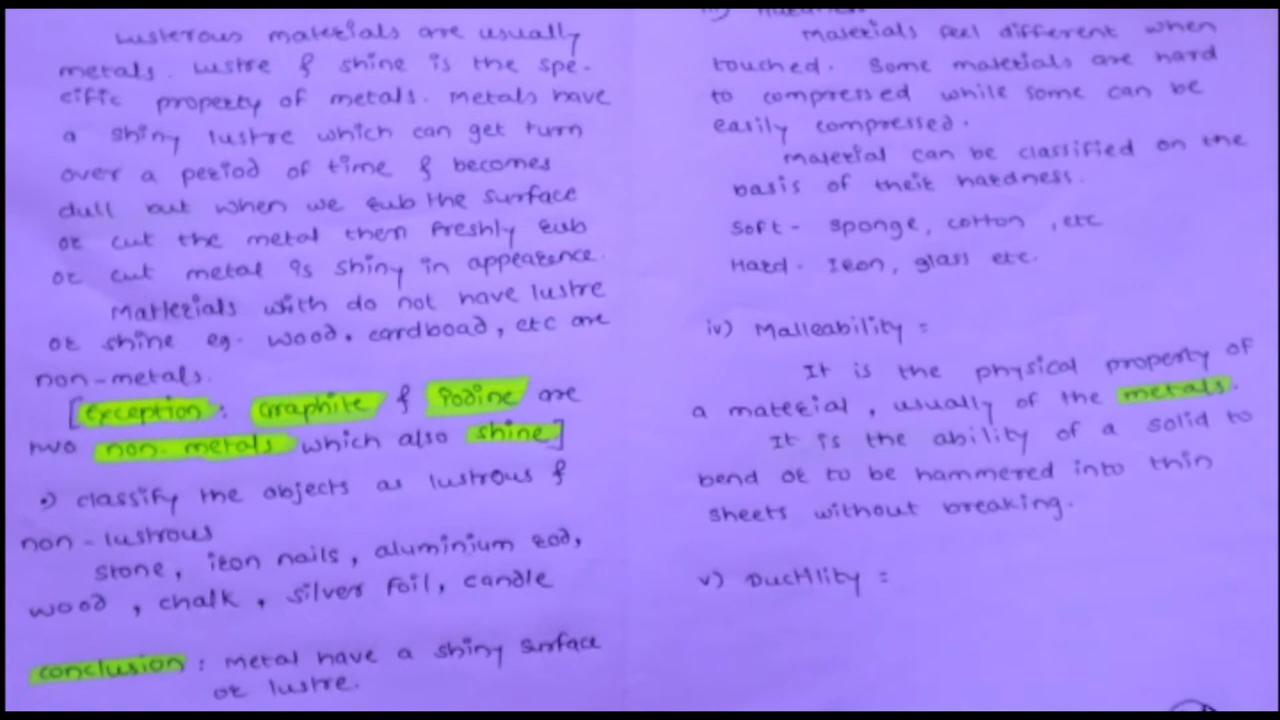 Lusterous materials are usually
metals. Lustre & shine is the spe-
cific property of metals. Metals have
a shiny lustre which can get turn
over a period of time & becomes
dull but when we rub the surface
or cut the metal then freshly rub
or cut metal is shiny in appearence.
Matterials with do not have lustre
or shine eg. wood, cardboad, etc are
non-metals.
[exception: Graphite & Iodine are
two non-metals which also shine]
classify the objects as lustrous &
non-lustrous
stone, iron nails, aluminium rod,
wood, chalk, silver foil, candle
conclusion: Metal have a shiny surface
or lustre.
Materials feel different when
touched. Some materials are hard
to compressed while some can be
easily compressed.
Material can be classified on the
basis of their hardness.
Soft - sponge, cotton, etc
Hard - Iron, glass etc.
iv) Malleability =
It is the physical property of
a material, usually of the metals.
It is the ability of a solid to
bend or to be hammered into thin
sheets without breaking.
v) Ductility =